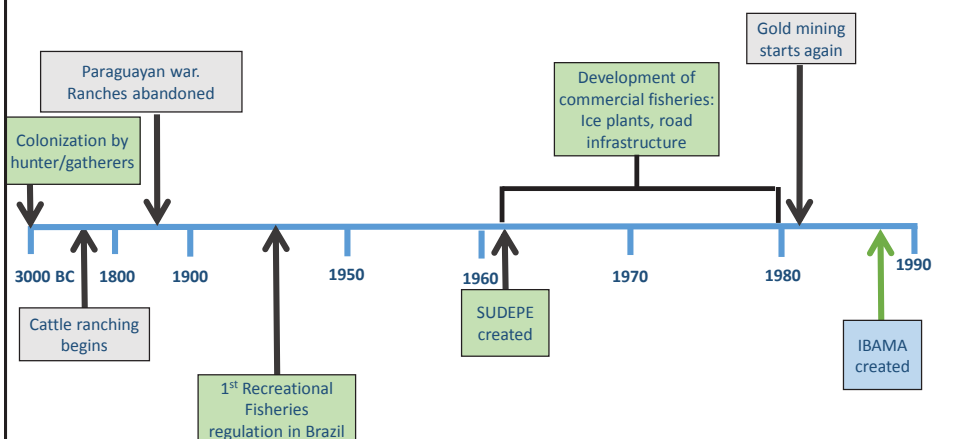 Gold mining
starts again
Paraguayan war.
Ranches abandoned
Development of
commercial fisheries:
Ice plants, road
infrastructure
Colonization by
hunter/gatherers
3000 BC 1800 1900 1950 1960 1970 1980 1990
Cattle ranching
begins
SUDEPE
created
IBAMA
created
1st Recreational
Fisheries
regulation in Brazil